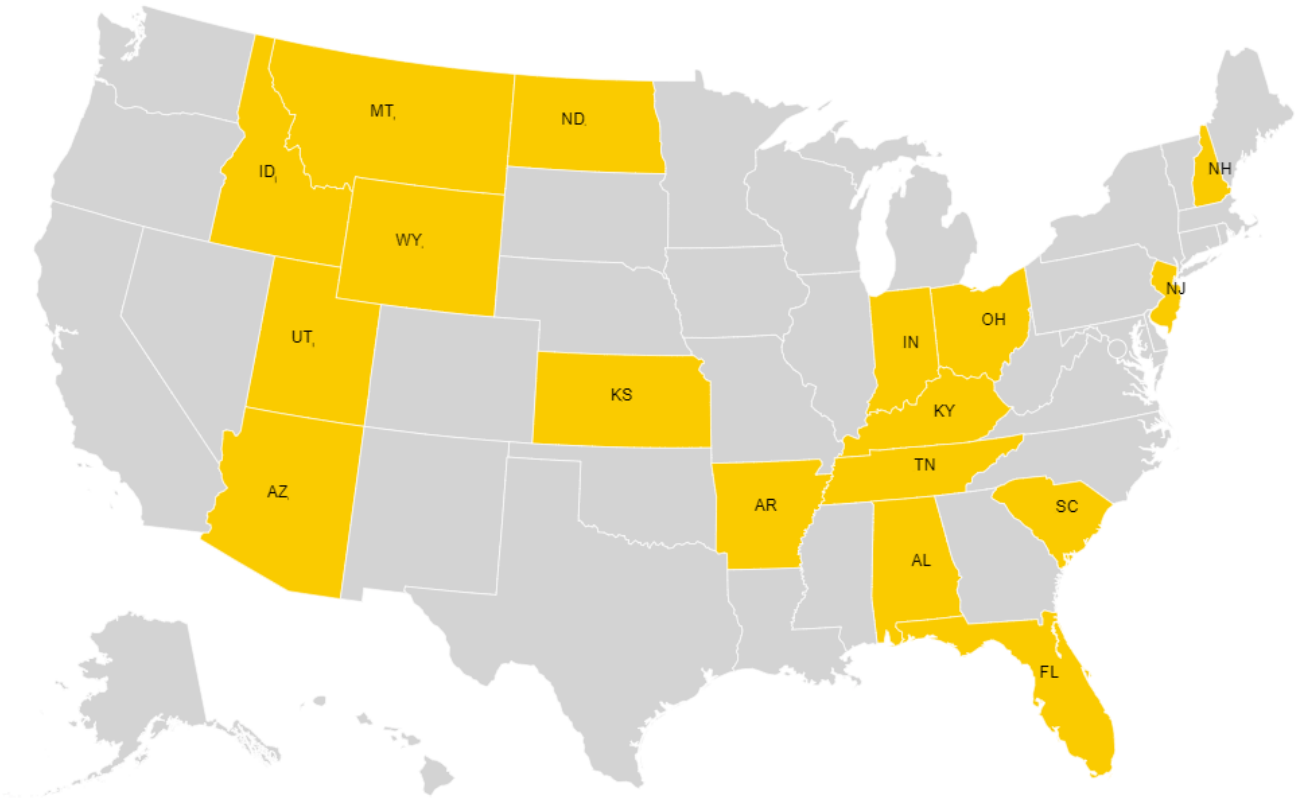 MT,
ND
ID,
NH
WY,
NJ
OH
UT,
IN
KS
KY
TN
AZ
AR
SC
AL
FL